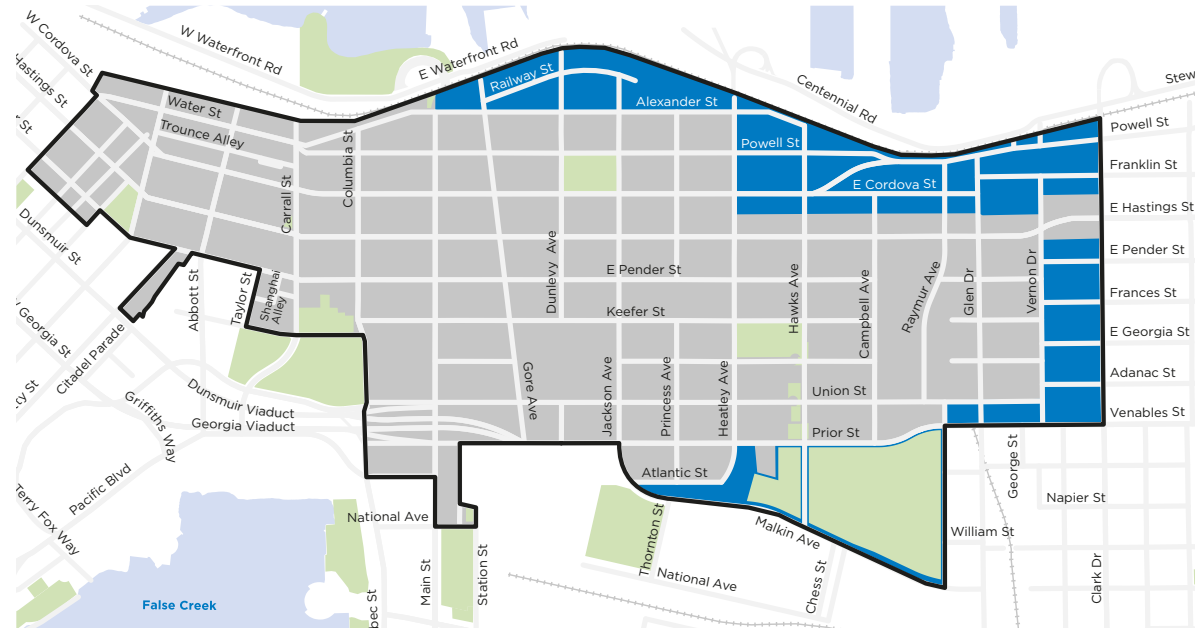 W Cordova St
W Waterfront Rd
E Waterfront Rd
Railway St
Alexander St
Centennial Rd
Stew
Hastings St
St
Water St
Trounce Alley
Columbia St
Powell St
Powell St
Franklin St
E Cordova St
Carrall St
E Hastings St
Dunsmuir St
Dunlevy Ave
E Pender St
E Pender St
Abbott St
Taylor St
Shanghai
Alley
Hawks Ave
Campbell Ave
Raymur Ave
Glen Dr
Vernon Dr
Frances St
Keefer St
W Georgia St
Citadel Parade
E Georgia St
ty St
Griffiths Way
Dunsmuir Viaduct
Georgia Viaduct
Gore Ave
Jackson Ave
Princess Ave
Heatley Ave
Union St
Adanac St
Prior St
Venables St
Pacific Blvd
Atlantic St
George St
Terry Fox Way
National Ave
Napier St
Malkin Ave
William St
Main St
Station St
Thornton St
National Ave
Chess St
Clark Dr
bec St
False Creek